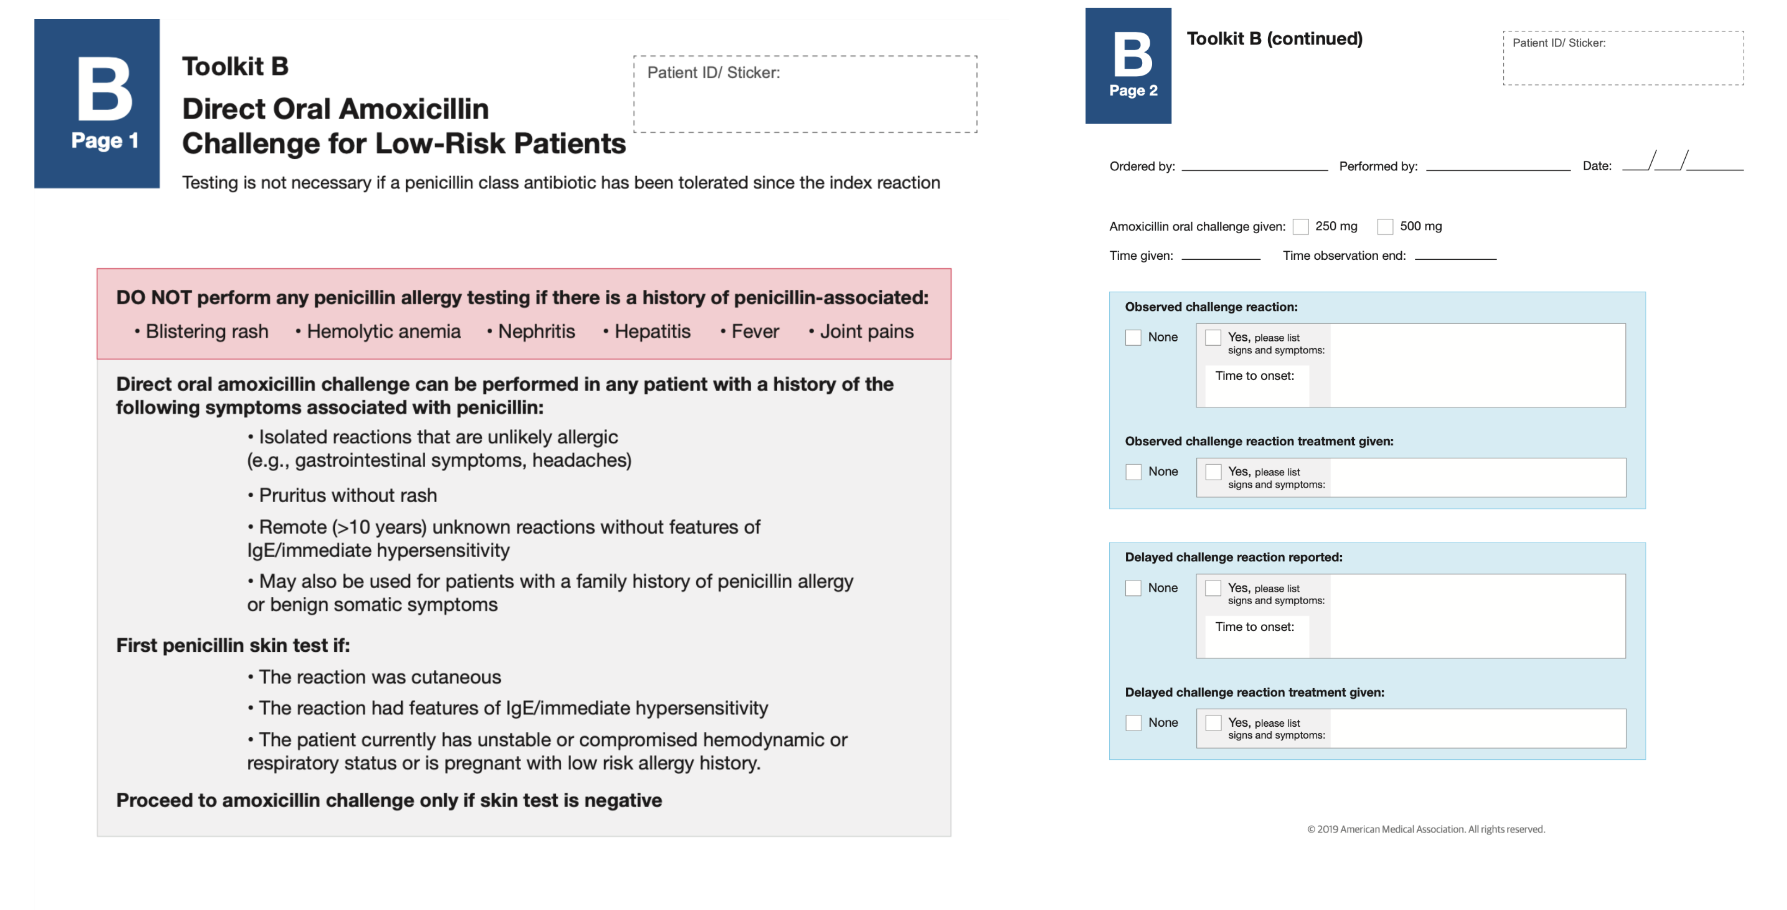 B
Page 1
Toolkit B
Direct Oral Amoxicillin
Challenge for Low-Risk Patients
Patient ID/ Sticker:
Testing is not necessary if a penicillin class antibiotic has been tolerated since the index reaction
DO NOT perform any penicillin allergy testing if there is a history of penicillin-associated:
• Blistering rash • Hemolytic anemia • Nephritis • Hepatitis • Fever • Joint pains
Direct oral amoxicillin challenge can be performed in any patient with a history of the
following symptoms associated with penicillin:
• Isolated reactions that are unlikely allergic
(e.g., gastrointestinal symptoms, headaches)
• Pruritus without rash
• Remote (>10 years) unknown reactions without features of
IgE/immediate hypersensitivity
• May also be used for patients with a family history of penicillin allergy
or benign somatic symptoms
First penicillin skin test if:
• The reaction was cutaneous
• The reaction had features of IgE/immediate hypersensitivity
• The patient currently has unstable or compromised hemodynamic or
respiratory status or is pregnant with low risk allergy history.
Proceed to amoxicillin challenge only if skin test is negative
B
Page 2
Toolkit B (continued)
Patient ID/ Sticker:
Ordered by: Performed by: Date: / /
Amoxicillin oral challenge given: 250 mg 500 mg
Time given: Time observation end:
Observed challenge reaction:
None Yes, please list
signs and symptoms:
Time to onset:
Observed challenge reaction treatment given:
None Yes, please list
signs and symptoms:
Delayed challenge reaction reported:
None Yes, please list
signs and symptoms:
Time to onset:
Delayed challenge reaction treatment given:
None Yes, please list
signs and symptoms:
© 2019 American Medical Association. All rights reserved.